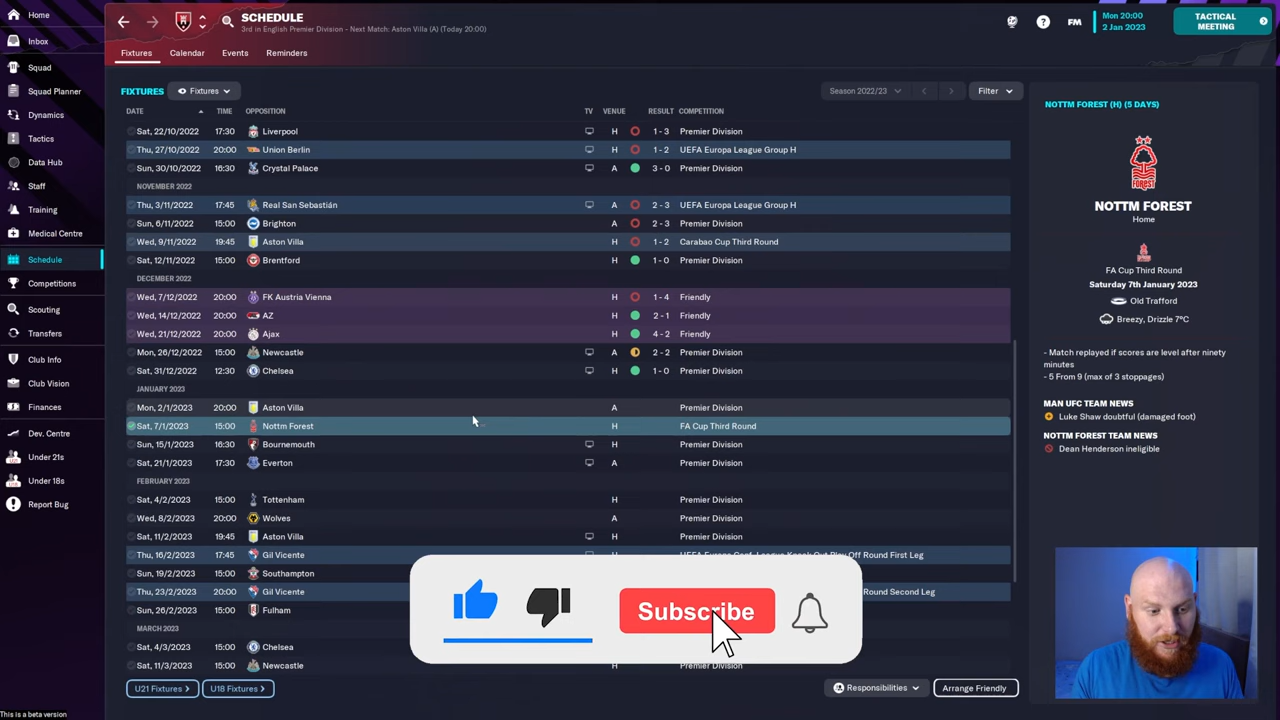 Home
Inbox
Squad
Squad Planner
Dynamics
Tactics
Data Hub
Staff
Training
Medical Centre
Schedule
Competitions
Scouting
Transfers
Club Info
Club Vision
Finances
Dev. Centre
Under 21s
Under 18s
Report Bug
This is a beta version
SCHEDULE
3rd in English Premier Division - Next Match: Aston Villa (A) (Today 20:00)
FM
Mon 20:00
2 Jan 2023
TACTICAL
MEETING
Fixtures Calendar Events Reminders
FIXTURES Fixtures Season 2022/23 Filter
DATE TIME OPPOSITION TV VENUE RESULT COMPETITION
Sat, 22/10/2022 17:30 Liverpool H 1 - 3 Premier Division
Thu, 27/10/2022 20:00 Union Berlin H 1 - 2 UEFA Europa League Group H
Sun, 30/10/2022 16:30 Crystal Palace A 3 - 0 Premier Division
NOVEMBER 2022
Thu, 3/11/2022 17:45 Real San Sebastián A 2 - 3 UEFA Europa League Group H
Sun, 6/11/2022 15:00 Brighton A 2 - 3 Premier Division
Wed, 9/11/2022 19:45 Aston Villa H 1 - 2 Carabao Cup Third Round
Sat, 12/11/2022 15:00 Brentford H 1 - 0 Premier Division
DECEMBER 2022
Wed, 7/12/2022 20:00 FK Austria Vienna H 1 - 4 Friendly
Wed, 14/12/2022 20:00 AZ H 2 - 1 Friendly
Wed, 21/12/2022 20:00 Ajax H 4 - 2 Friendly
Mon, 26/12/2022 15:00 Newcastle A 2 - 2 Premier Division
Sat, 31/12/2022 12:30 Chelsea H 1 - 0 Premier Division
JANUARY 2023
Mon, 2/1/2023 20:00 Aston Villa A Premier Division
Sat, 7/1/2023 15:00 Nottm Forest H FA Cup Third Round
Sun, 15/1/2023 16:30 Bournemouth H Premier Division
Sat, 21/1/2023 17:30 Everton A Premier Division
FEBRUARY 2023
Sat, 4/2/2023 15:00 Tottenham H Premier Division
Wed, 8/2/2023 20:00 Wolves A Premier Division
Sat, 11/2/2023 19:45 Aston Villa H Premier Division
Thu, 16/2/2023 17:45 Gil Vicente H UEFA Europa Conf. League Knock Out Play Off Round First Leg
Sun, 19/2/2023 15:00 Southampton
Thu, 23/2/2023 20:00 Gil Vicente Round Second Leg
Sun, 26/2/2023 15:00 Fulham
MARCH 2023
Sat, 4/3/2023 15:00 Chelsea
Sat, 11/3/2023 15:00 Newcastle H Premier Division
Subscribe
U21 Fixtures U18 Fixtures Responsibilities Arrange Friendly
NOTTM FOREST (H) (5 DAYS)
NOTTM FOREST
Home
FA Cup Third Round
Saturday 7th January 2023
Old Trafford
Breezy, Drizzle 7°C
- Match replayed if scores are level after ninety
minutes
- 5 From 9 (max of 3 stoppages)
MAN UFC TEAM NEWS
Luke Shaw doubtful (damaged foot)
NOTTM FOREST TEAM NEWS
Dean Henderson ineligible